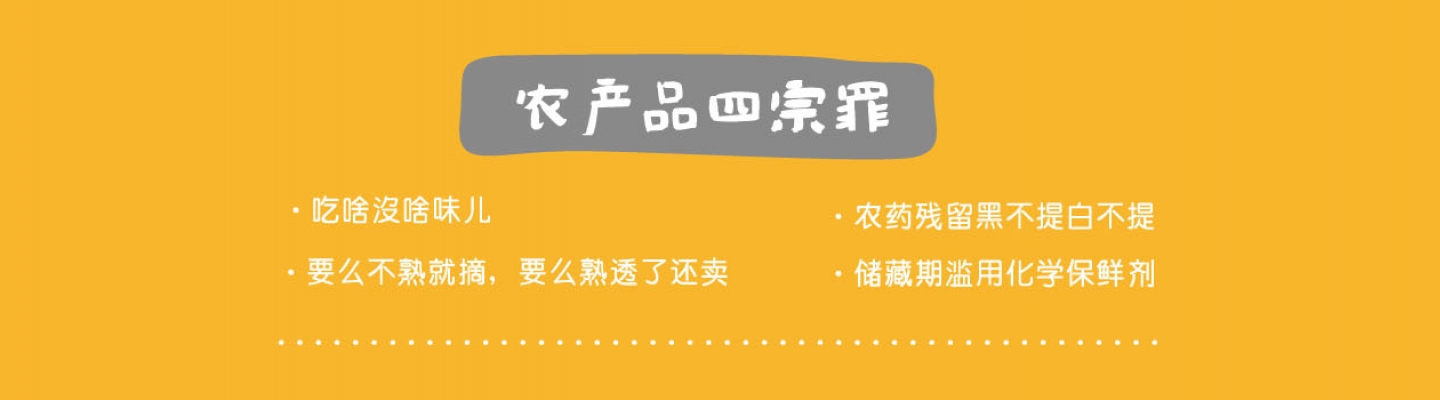 农产品四宗罪
·吃啥沒啥味儿
·要么不熟就摘，要么熟透了还卖
·农药残留黑不提白不提
·储藏期滥用化学保鲜剂